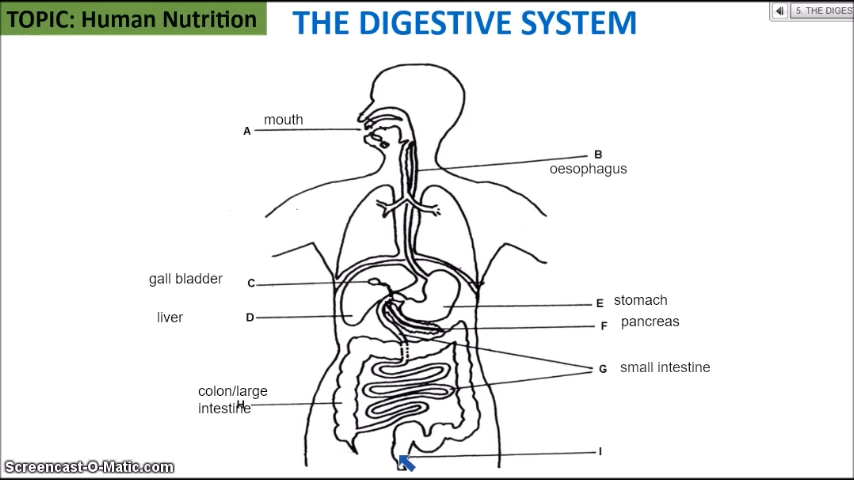 TOPIC: Human Nutrition
THE DIGESTIVE SYSTEM
5. THE DIGES
A mouth
B
oesophagus
gall bladder C
liver D
E stomach
F pancreas
G small intestine
colon/large
intestine H
I
Screencast-O-Matic.com